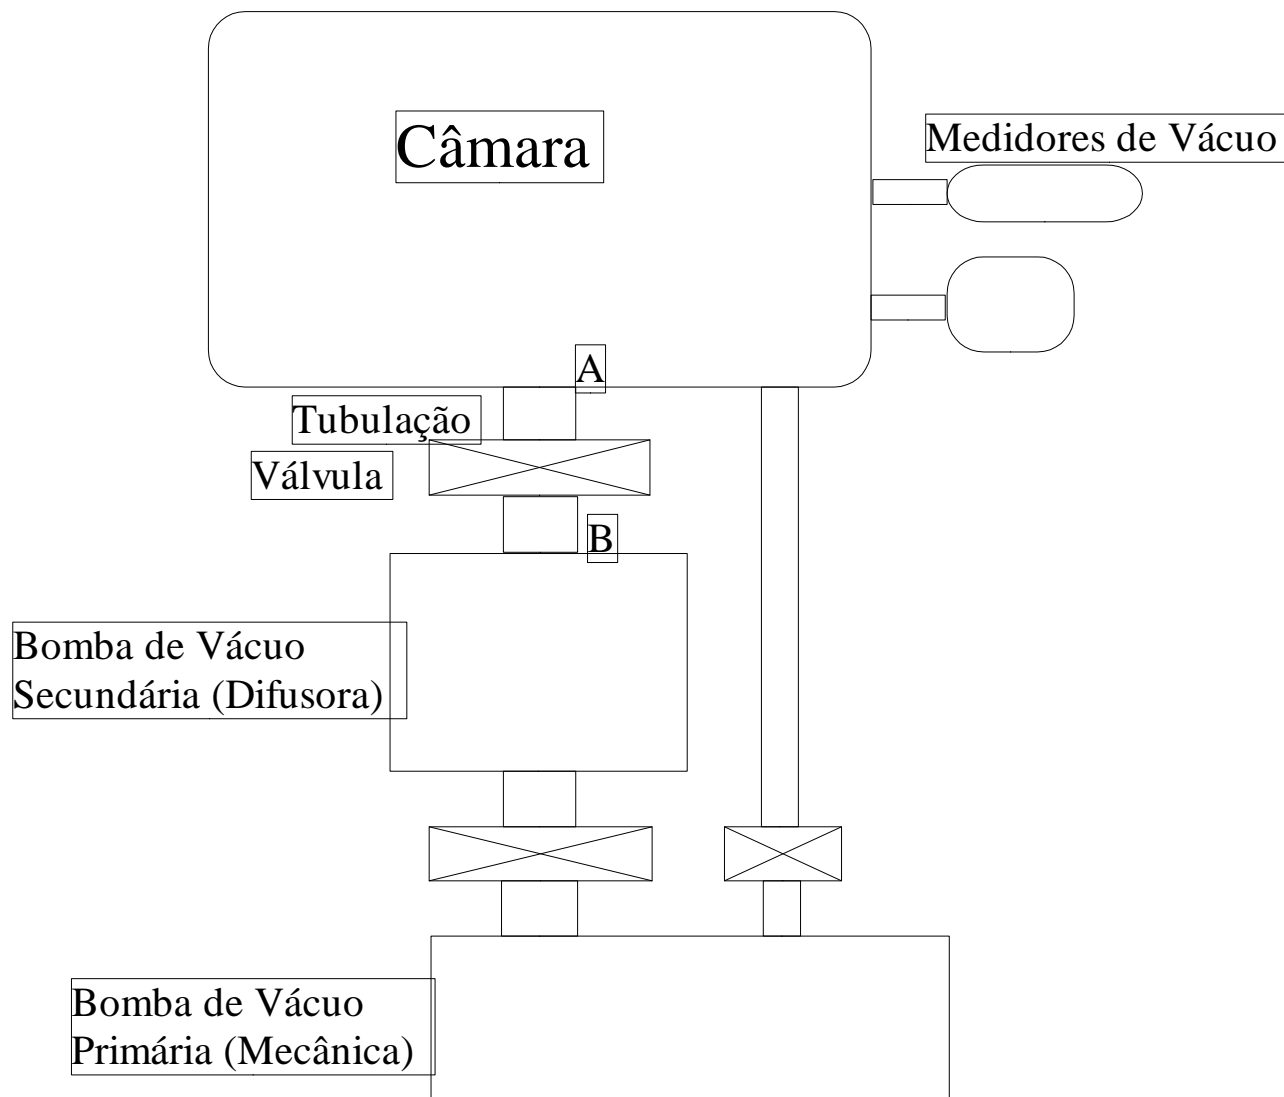 Câmara
Medidores de Vácuo
A
Tubulação
Válvula
B
Bomba de Vácuo
Secundária (Difusora)
Bomba de Vácuo
Primária (Mecânica)